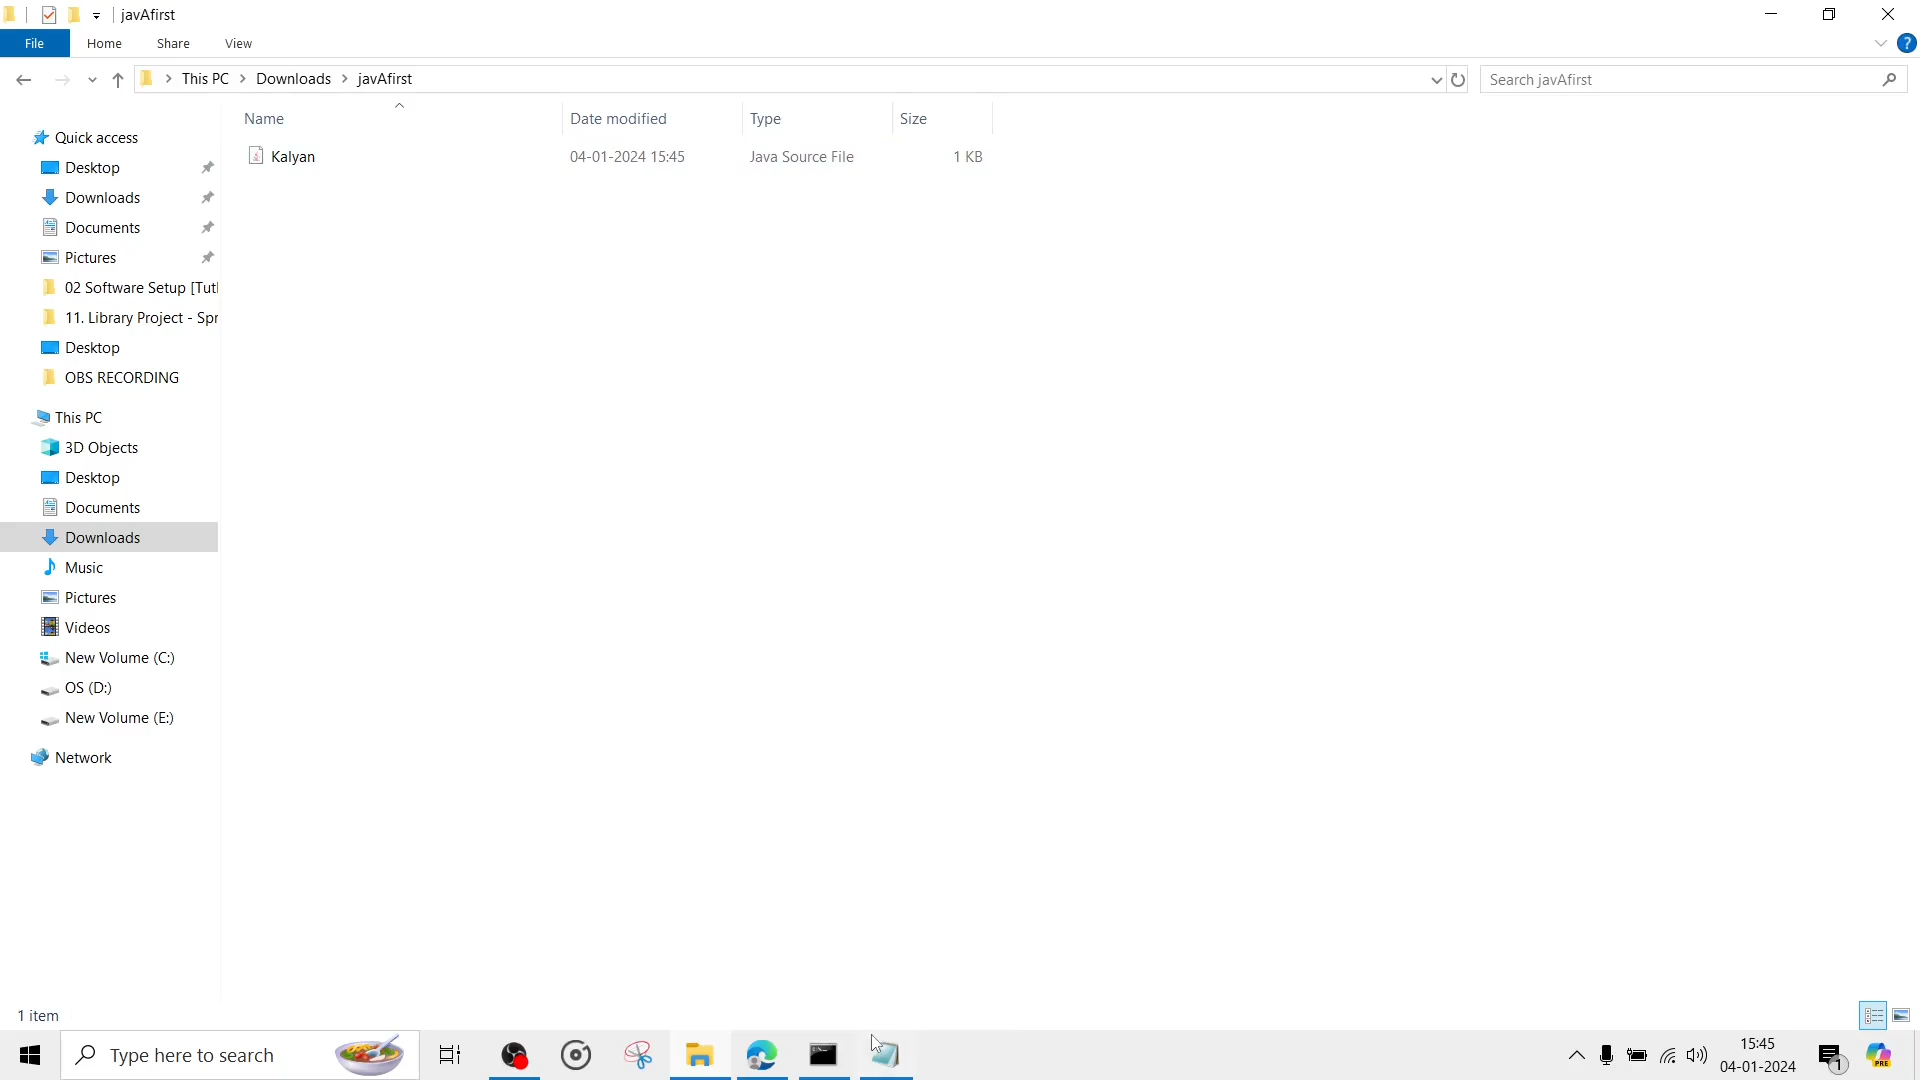 javAfirst
File Home Share View
This PC Downloads javAfirst Search javAfirst
Name Date modified Type Size
Kalyan 04-01-2024 15:45 Java Source File 1 KB
Quick access
Desktop
Downloads
Documents
Pictures
02 Software Setup [Tut
11. Library Project - Spr
Desktop
OBS RECORDING
This PC
3D Objects
Desktop
Documents
Downloads
Music
Pictures
Videos
New Volume (C:)
OS (D:)
New Volume (E:)
Network
1 item
Type here to search
15:45
04-01-2024
1
PRE